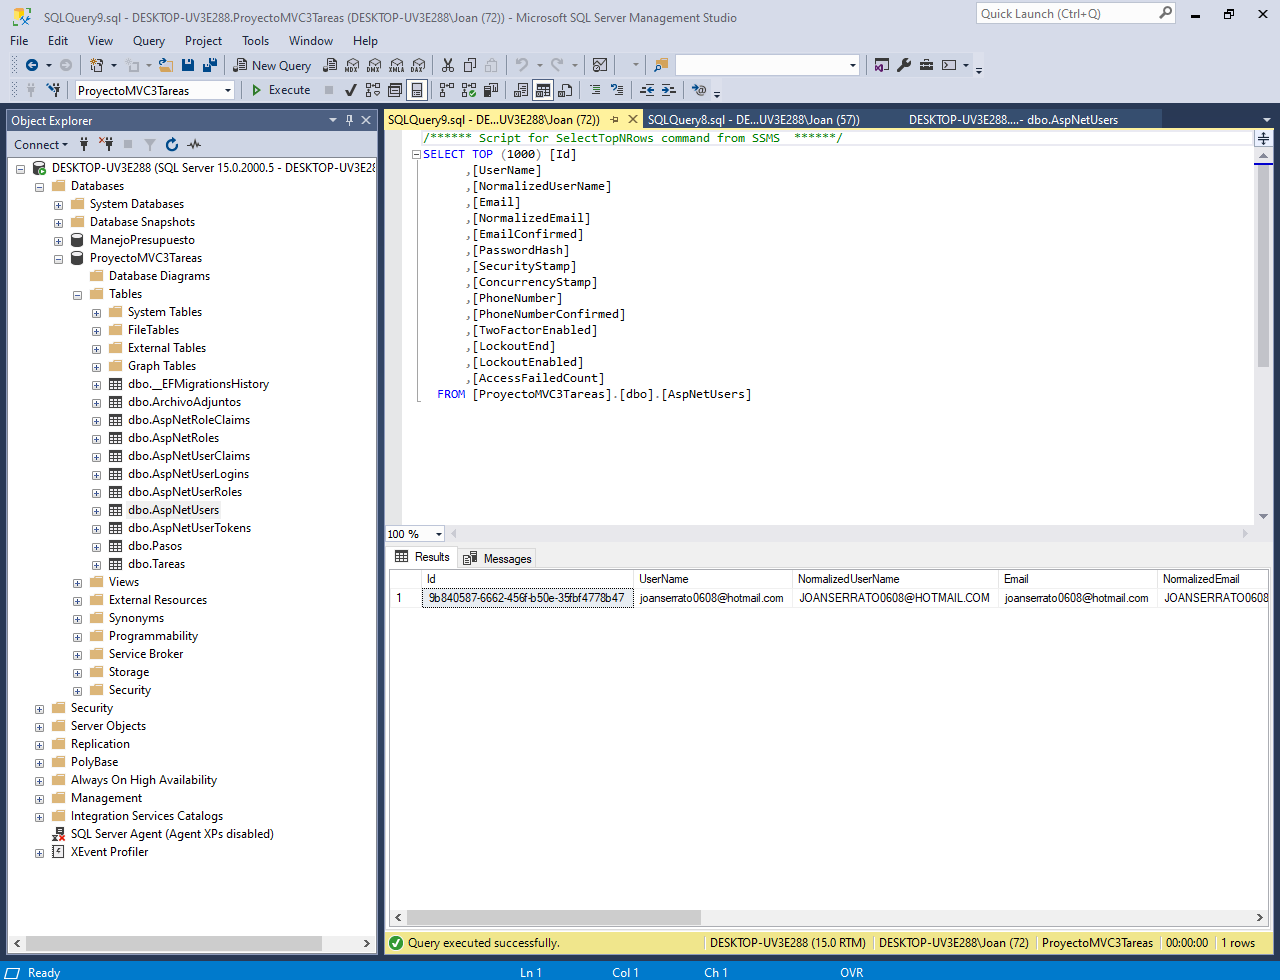 SQLQuery9.sql - DESKTOP-UV3E288.ProyectoMVC3Tareas (DESKTOP-UV3E288\Joan (72)) - Microsoft SQL Server Management Studio
Quick Launch (Ctrl+Q)
File Edit View Query Project Tools Window Help
New Query MDX DMX XMLA DAX
ProyectoMVC3Tareas Execute
Object Explorer
Connect
DESKTOP-UV3E288 (SQL Server 15.0.2000.5 - DESKTOP-UV3E28
Databases
System Databases
Database Snapshots
ManejoPresupuesto
ProyectoMVC3Tareas
Database Diagrams
Tables
System Tables
FileTables
External Tables
Graph Tables
dbo.__EFMigrationsHistory
dbo.ArchivoAdjuntos
dbo.AspNetRoleClaims
dbo.AspNetRoles
dbo.AspNetUserClaims
dbo.AspNetUserLogins
dbo.AspNetUserRoles
dbo.AspNetUsers
dbo.AspNetUserTokens
dbo.Pasos
dbo.Tareas
Views
External Resources
Synonyms
Programmability
Service Broker
Storage
Security
Security
Server Objects
Replication
PolyBase
Always On High Availability
Management
Integration Services Catalogs
SQL Server Agent (Agent XPs disabled)
XEvent Profiler
SQLQuery9.sql - DE...UV3E288\Joan (72)) SQLQuery8.sql - DE...UV3E288\Joan (57)) DESKTOP-UV3E288....- dbo.AspNetUsers
/****** Script for SelectTopNRows command from SSMS ******/
SELECT TOP (1000) [Id]
,[UserName]
,[NormalizedUserName]
,[Email]
,[NormalizedEmail]
,[EmailConfirmed]
,[PasswordHash]
,[SecurityStamp]
,[ConcurrencyStamp]
,[PhoneNumber]
,[PhoneNumberConfirmed]
,[TwoFactorEnabled]
,[LockoutEnd]
,[LockoutEnabled]
,[AccessFailedCount]
FROM [ProyectoMVC3Tareas].[dbo].[AspNetUsers]
100 %
Results Messages
Id UserName NormalizedUserName Email NormalizedEmail
1 9b840587-6662-456f-b50e-35fbf4778b47 joanserrato0608@hotmail.com JOANSERRATO0608@HOTMAIL.COM joanserrato0608@hotmail.com JOANSERRATO0608
Query executed successfully. DESKTOP-UV3E288 (15.0 RTM) DESKTOP-UV3E288\Joan (72) ProyectoMVC3Tareas 00:00:00 1 rows
Ready Ln 1 Col 1 Ch 1 OVR